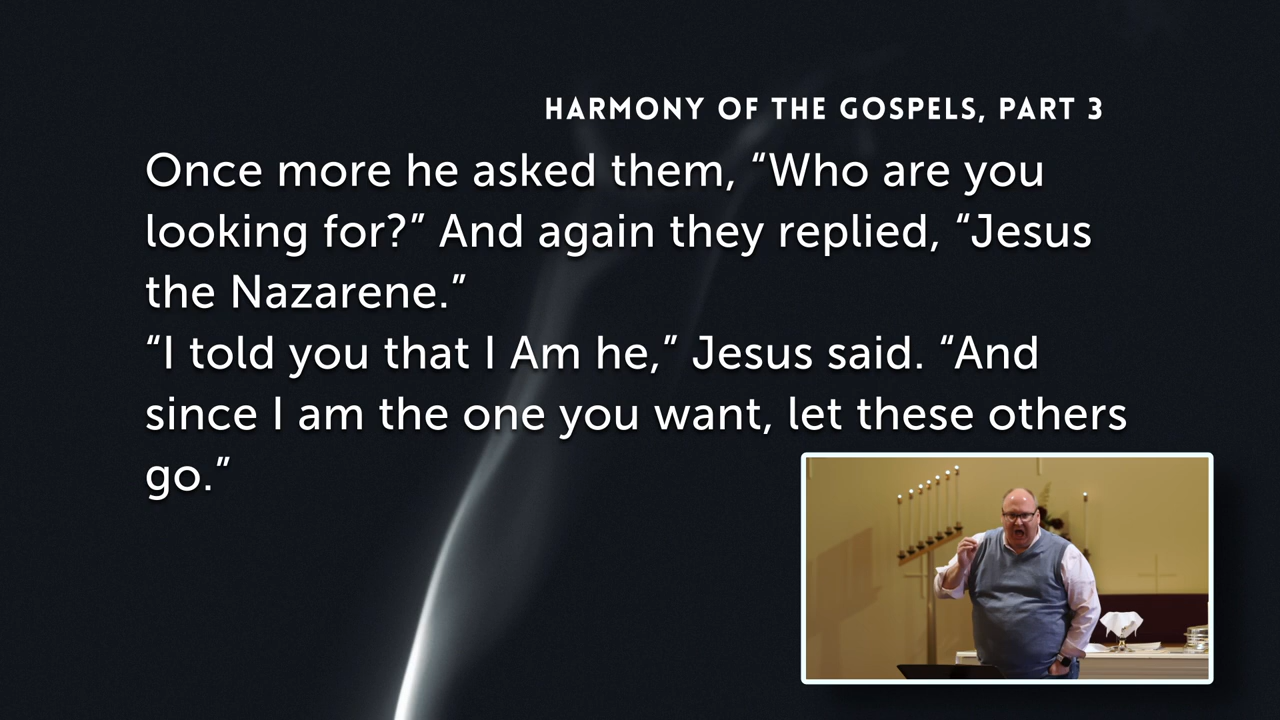 HARMONY OF THE GOSPELS, PART 3
Once more he asked them, “Who are you
looking for?” And again they replied, “Jesus
the Nazarene.”
“I told you that I Am he,” Jesus said. “And
since I am the one you want, let these others
go.”